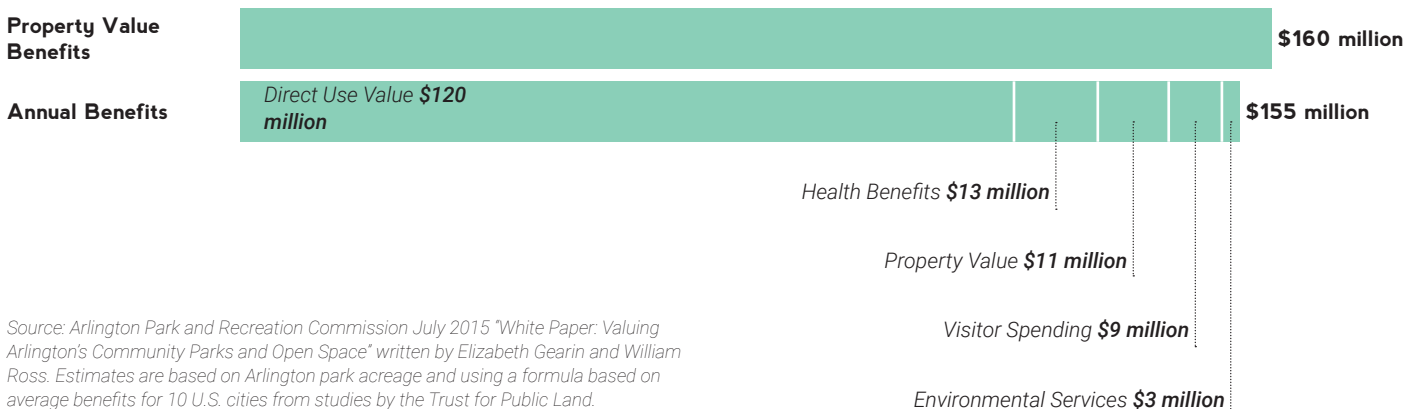 Property Value
Benefits
$160 million
Direct Use Value $120
million
Annual Benefits
$155 million
Health Benefits $13 million
Property Value $11 million
Visitor Spending $9 million
Environmental Services $3 million
Source: Arlington Park and Recreation Commission July 2015 "White Paper: Valuing
Arlington's Community Parks and Open Space" written by Elizabeth Gearin and William
Ross. Estimates are based on Arlington park acreage and using a formula based on
average benefits for 10 U.S. cities from studies by the Trust for Public Land.